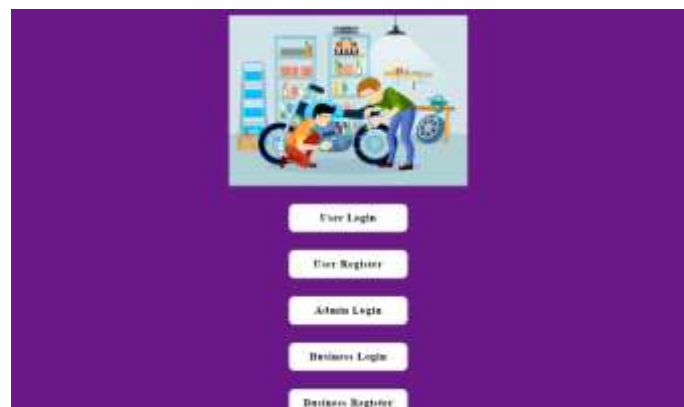 User Login
User Register
Admin Login
Business Login
Business Register